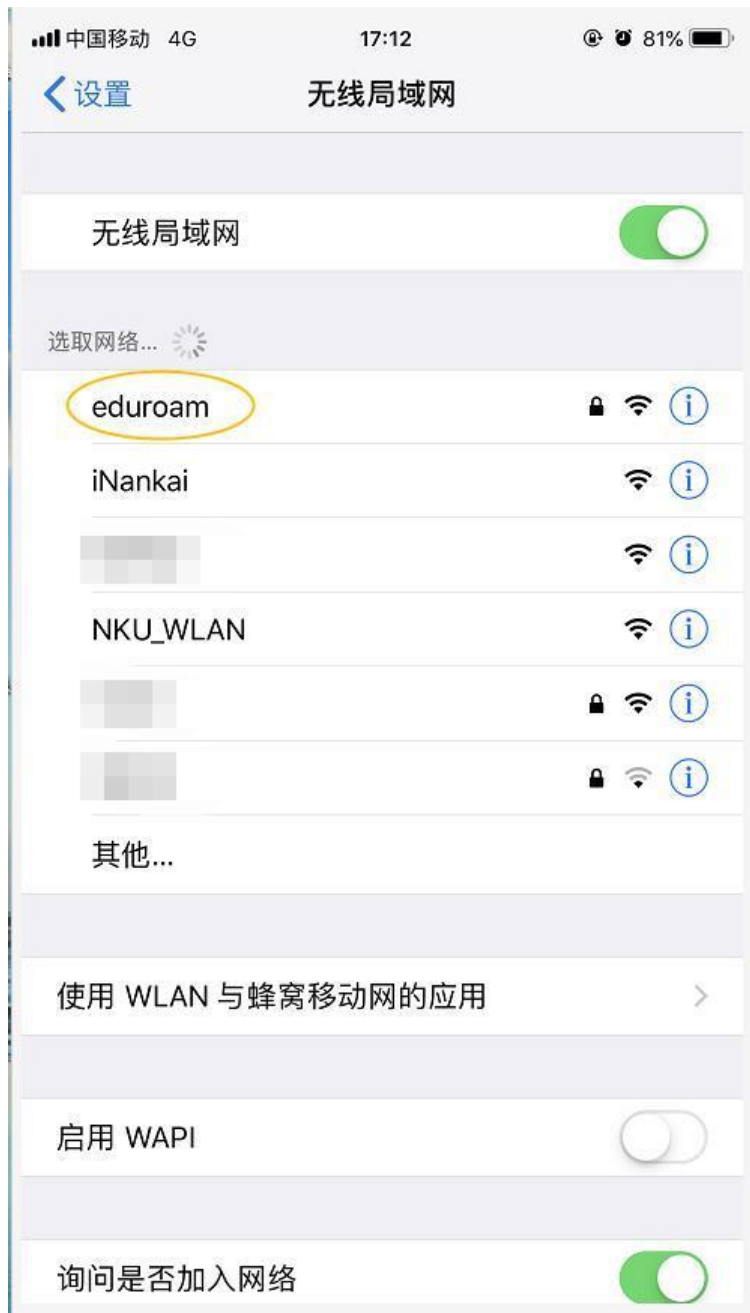 中国移动 4G 17:12 81%
设置 无线局域网
无线局域网
选取网络...
eduroam
iNankai
NKU_WLAN
其他...
使用 WLAN 与蜂窝移动网的应用
启用 WAPI
询问是否加入网络